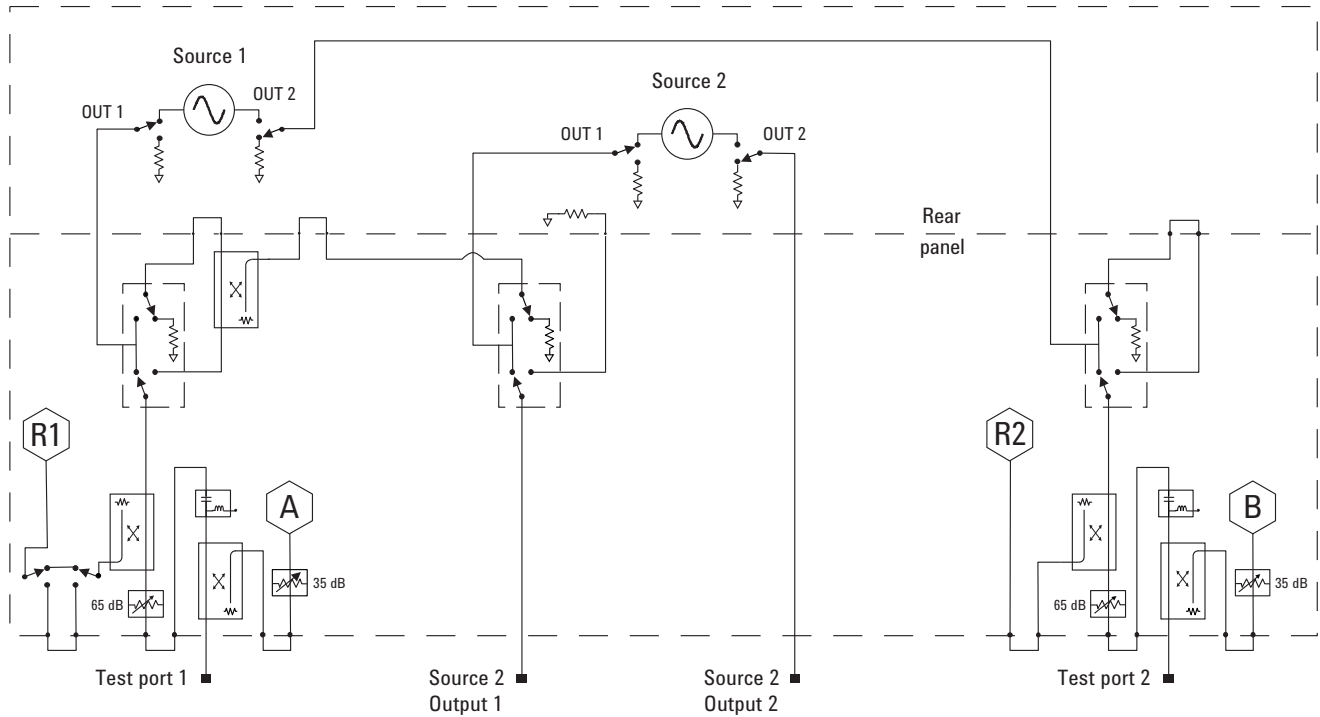 Source 1
OUT 1
OUT 2
Source 2
OUT 1
OUT 2
Rear
panel
R1
A
35 dB
65 dB
R2
B
35 dB
65 dB
Test port 1
Source 2
Output 1
Source 2
Output 2
Test port 2